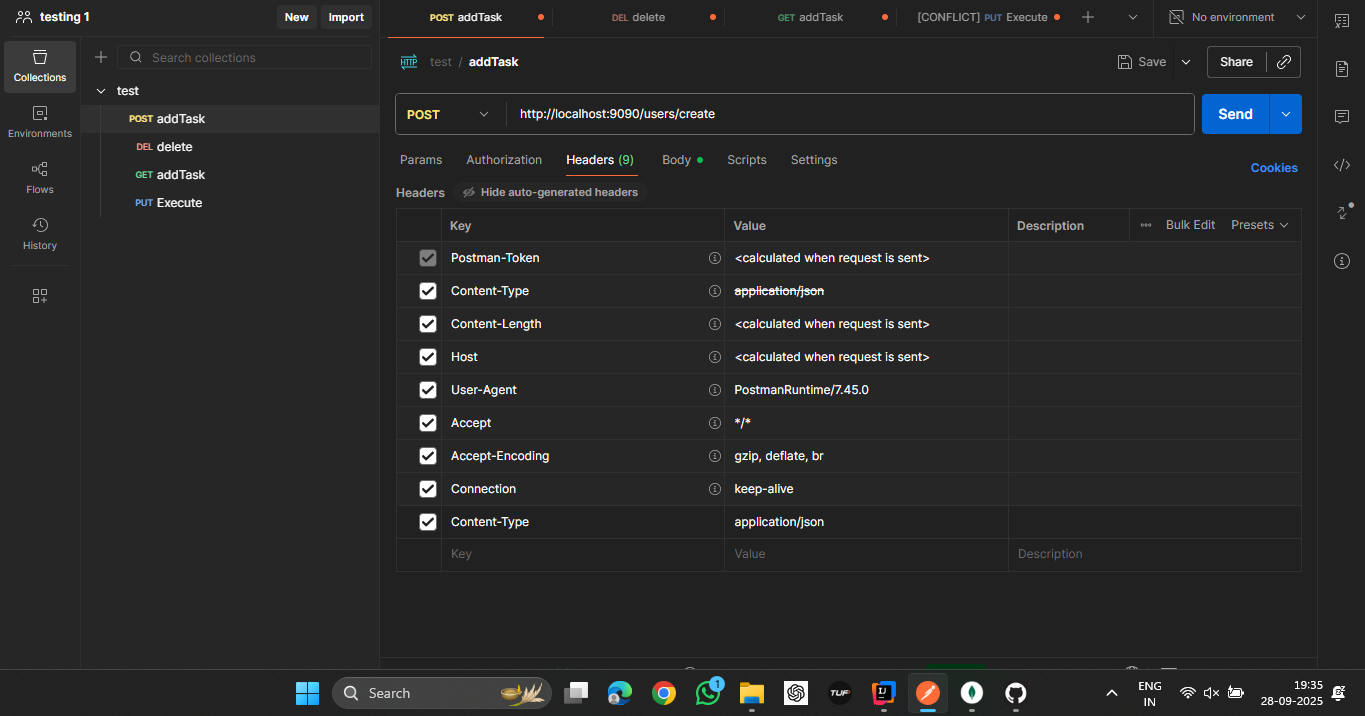 testing 1
New
Import
POST addTask
DEL delete
GET addTask
[CONFLICT] PUT Execute
No environment
Collections
Environments
Flows
History
Search collections
test
POST addTask
DEL delete
GET addTask
PUT Execute
HTTP
test / addTask
Save
Share
POST
http://localhost:9090/users/create
Send
Params
Authorization
Headers (9)
Body
Scripts
Settings
Cookies
Headers
Hide auto-generated headers
Key Value Description
Bulk Edit
Presets
Postman-Token <calculated when request is sent>
Content-Type application/json
Content-Length <calculated when request is sent>
Host <calculated when request is sent>
User-Agent PostmanRuntime/7.45.0
Accept */*
Accept-Encoding gzip, deflate, br
Connection keep-alive
Content-Type application/json
Key Value Description
Search
1
TUF
IJ
ENG
IN
19:35
28-09-2025